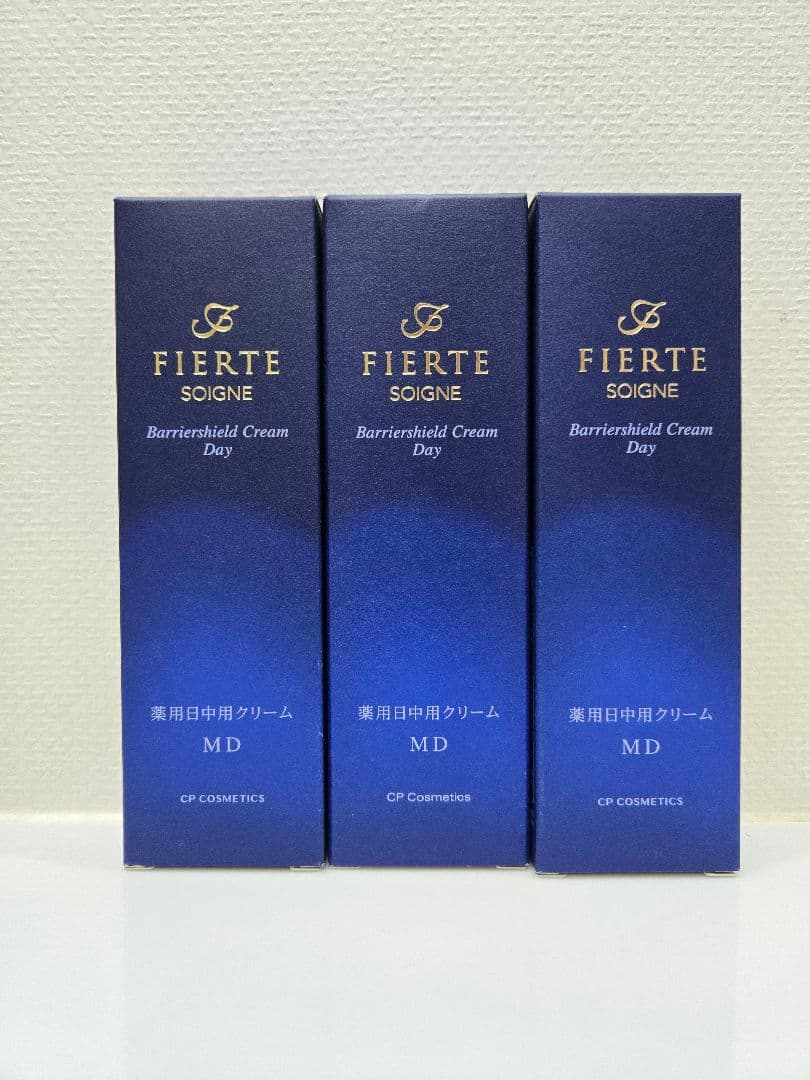 FIERTE
SOIGNE
Barriershield Cream
Day
薬用日中用クリーム
MD
CP COSMETICS
FIERTE
SOIGNE
Barriershield Cream
Day
薬用日中用クリーム
MD
CP Cosmetics
FIERTE
SOIGNE
Barriershield Cream
Day
薬用日中用クリーム
MD
CP COSMETICS